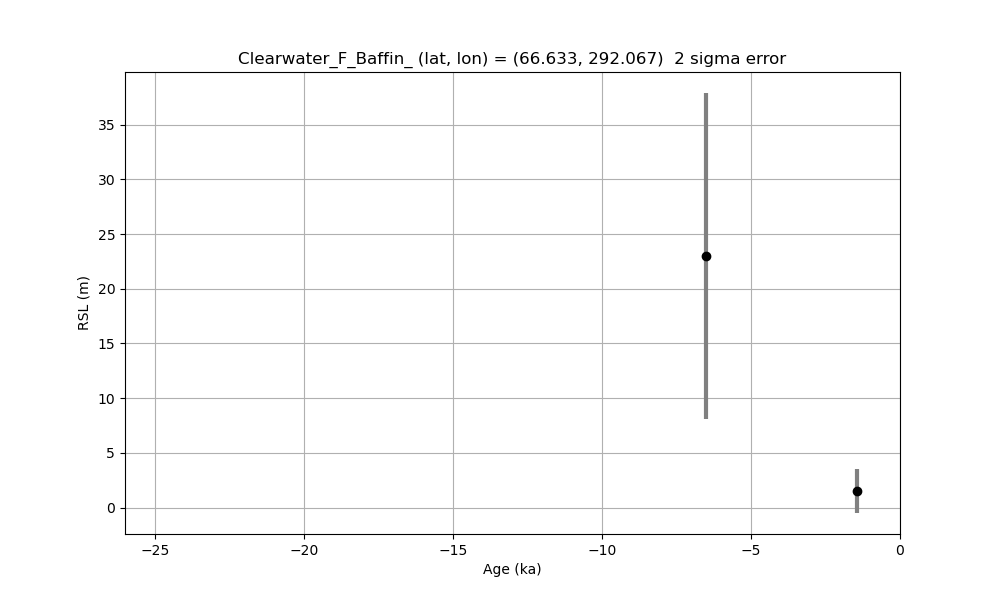 Clearwater_F_Baffin_ (lat, lon) = (66.633, 292.067)  2 sigma error
RSL (m)
35
30
25
20
15
10
5
0
−25 −20 −15 −10 −5 0
Age (ka)